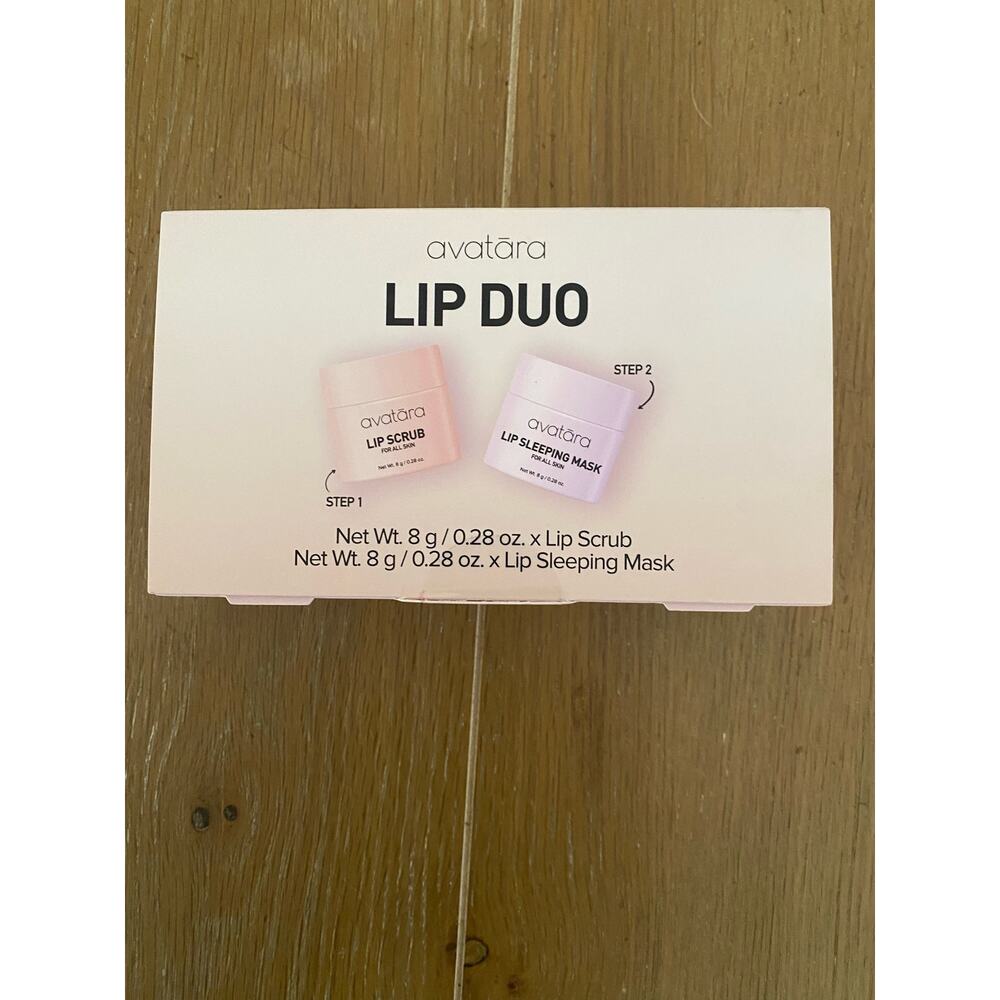 avatāra
LIP DUO
avatāra
LIP SCRUB
FOR ALL SKIN
Net Wt. 8 g / 0.28 oz.
STEP 1
STEP 2
avatāra
LIP SLEEPING MASK
FOR ALL SKIN
Net Wt. 8 g / 0.28 oz.
Net Wt. 8 g / 0.28 oz. x Lip Scrub
Net Wt. 8 g / 0.28 oz. x Lip Sleeping Mask